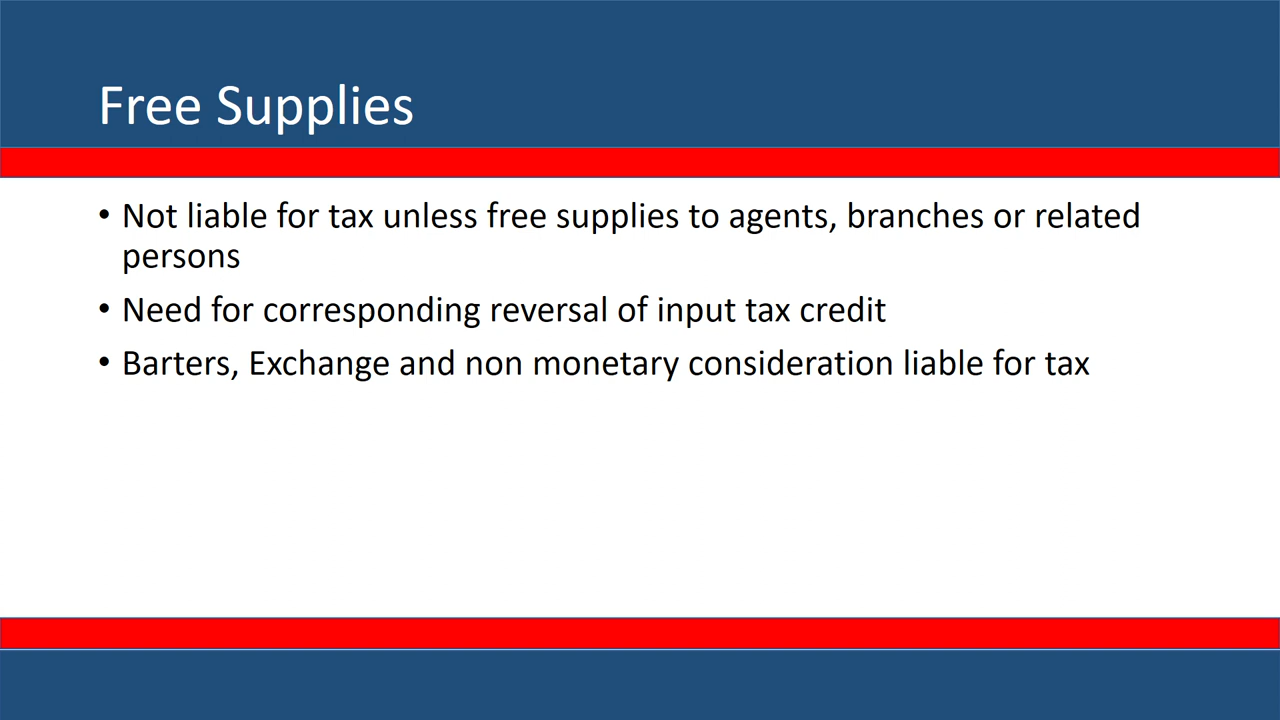 Free Supplies
• Not liable for tax unless free supplies to agents, branches or related
persons
• Need for corresponding reversal of input tax credit
• Barters, Exchange and non monetary consideration liable for tax